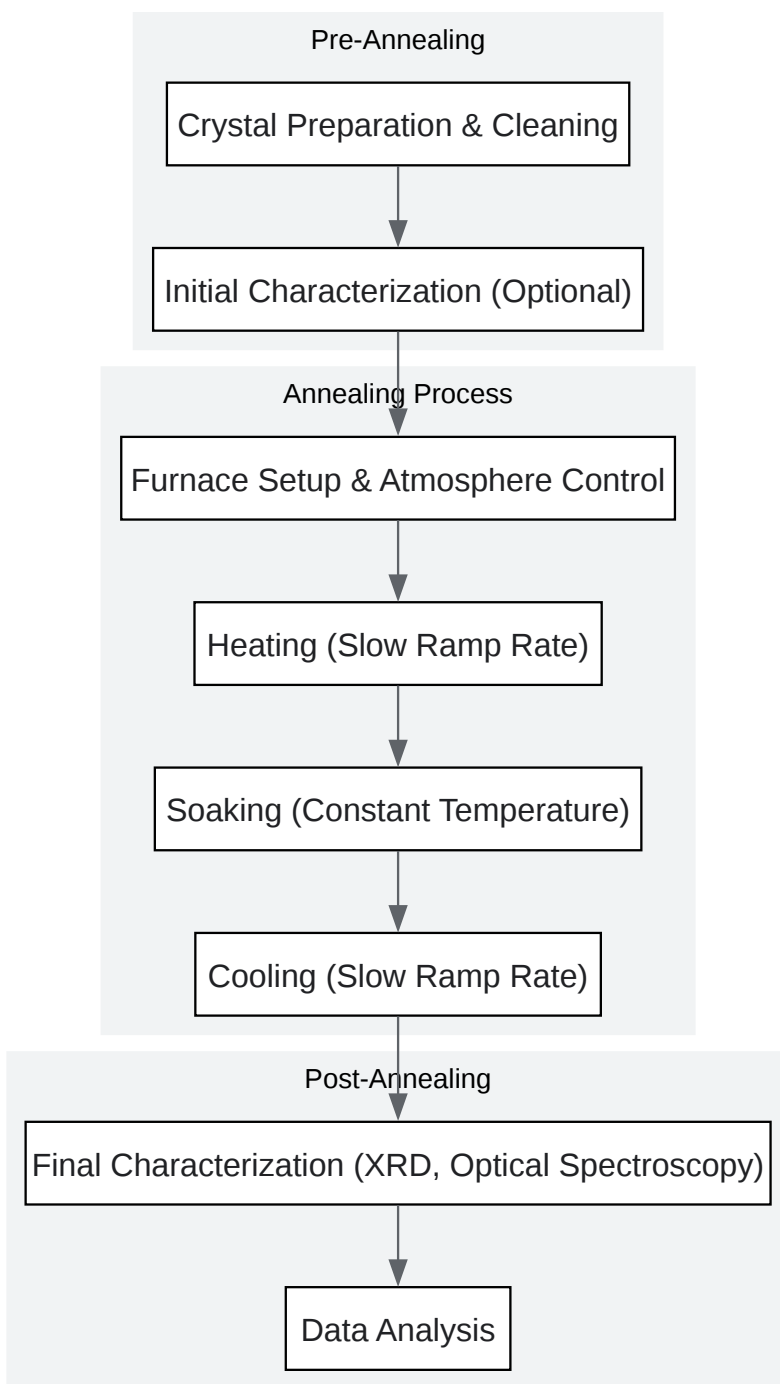 Pre-Annealing
Crystal Preparation & Cleaning
Initial Characterization (Optional)
Annealing Process
Furnace Setup & Atmosphere Control
Heating (Slow Ramp Rate)
Soaking (Constant Temperature)
Cooling (Slow Ramp Rate)
Post-Annealing
Final Characterization (XRD, Optical Spectroscopy)
Data Analysis